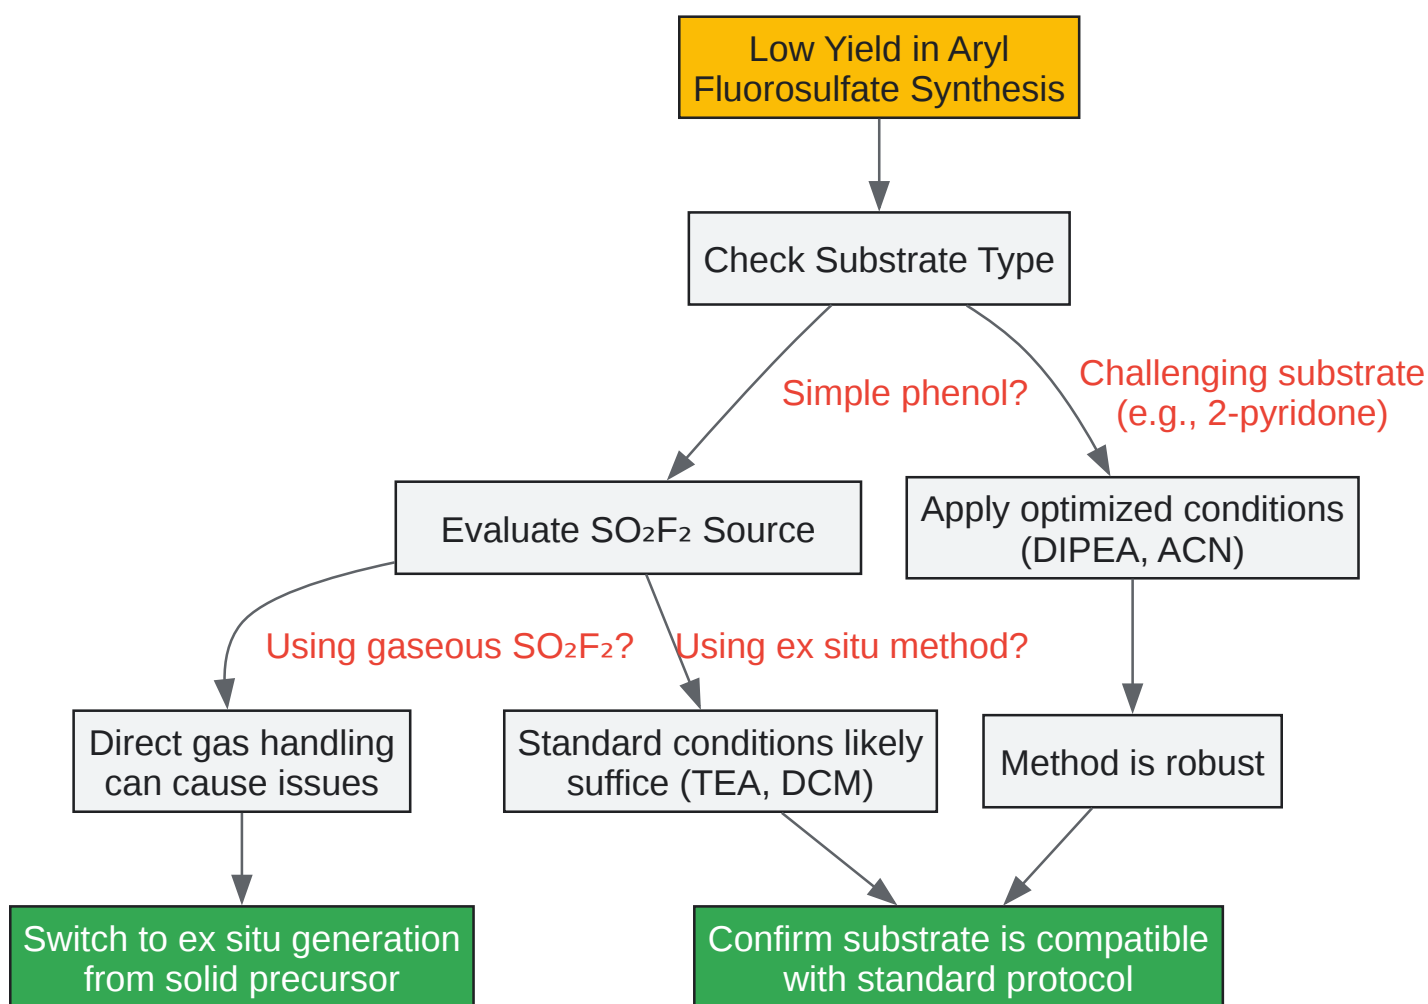 Low Yield in Aryl
Fluorosulfate Synthesis
Check Substrate Type
Simple phenol?
Challenging substrate
(e.g., 2-pyridone)
Evaluate SO₂F₂ Source
Apply optimized conditions
(DIPEA, ACN)
Using gaseous SO₂F₂?
Using ex situ method?
Direct gas handling
can cause issues
Standard conditions likely
suffice (TEA, DCM)
Method is robust
Switch to ex situ generation
from solid precursor
Confirm substrate is compatible
with standard protocol